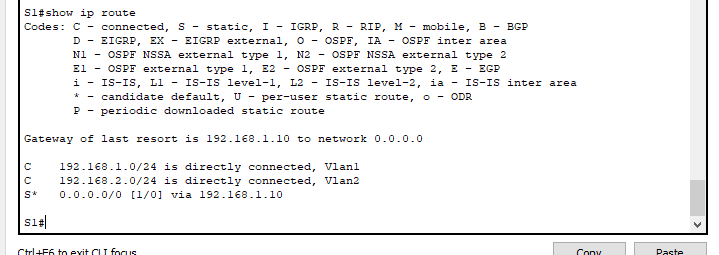 S1#show ip route
Codes: C - connected, S - static, I - IGRP, R - RIP, M - mobile, B - BGP
D - EIGRP, EX - EIGRP external, O - OSPF, IA - OSPF inter area
N1 - OSPF NSSA external type 1, N2 - OSPF NSSA external type 2
E1 - OSPF external type 1, E2 - OSPF external type 2, E - EGP
i - IS-IS, L1 - IS-IS level-1, L2 - IS-IS level-2, ia - IS-IS inter area
* - candidate default, U - per-user static route, o - ODR
P - periodic downloaded static route
Gateway of last resort is 192.168.1.10 to network 0.0.0.0
C 192.168.1.0/24 is directly connected, Vlan1
C 192.168.2.0/24 is directly connected, Vlan2
S* 0.0.0.0/0 [1/0] via 192.168.1.10
S1#
Ctrl+F6 to exit CLI focus
Copy Paste